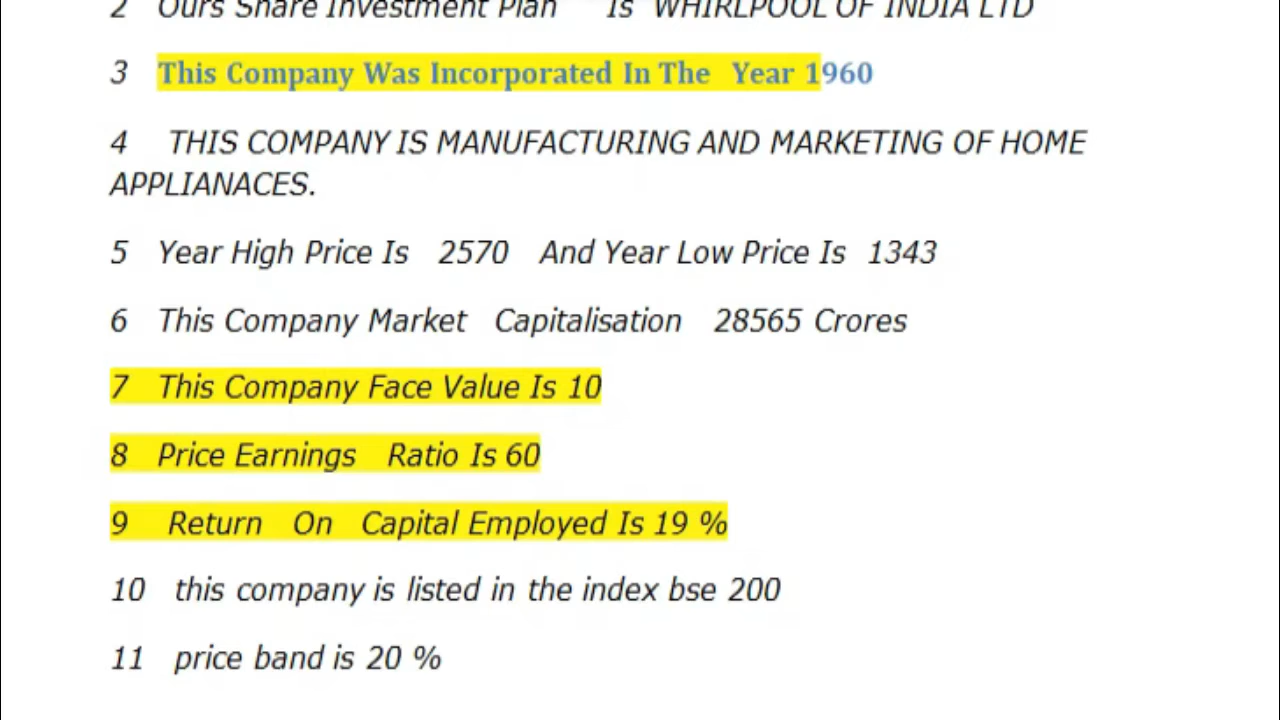 2 Ours Share Investment Plan Is WHIRLPOOL OF INDIA LTD
3 This Company Was Incorporated In The Year 1960
4 THIS COMPANY IS MANUFACTURING AND MARKETING OF HOME
APPLIANACES.
5 Year High Price Is 2570 And Year Low Price Is 1343
6 This Company Market Capitalisation 28565 Crores
7 This Company Face Value Is 10
8 Price Earnings Ratio Is 60
9 Return On Capital Employed Is 19 %
10 this company is listed in the index bse 200
11 price band is 20 %